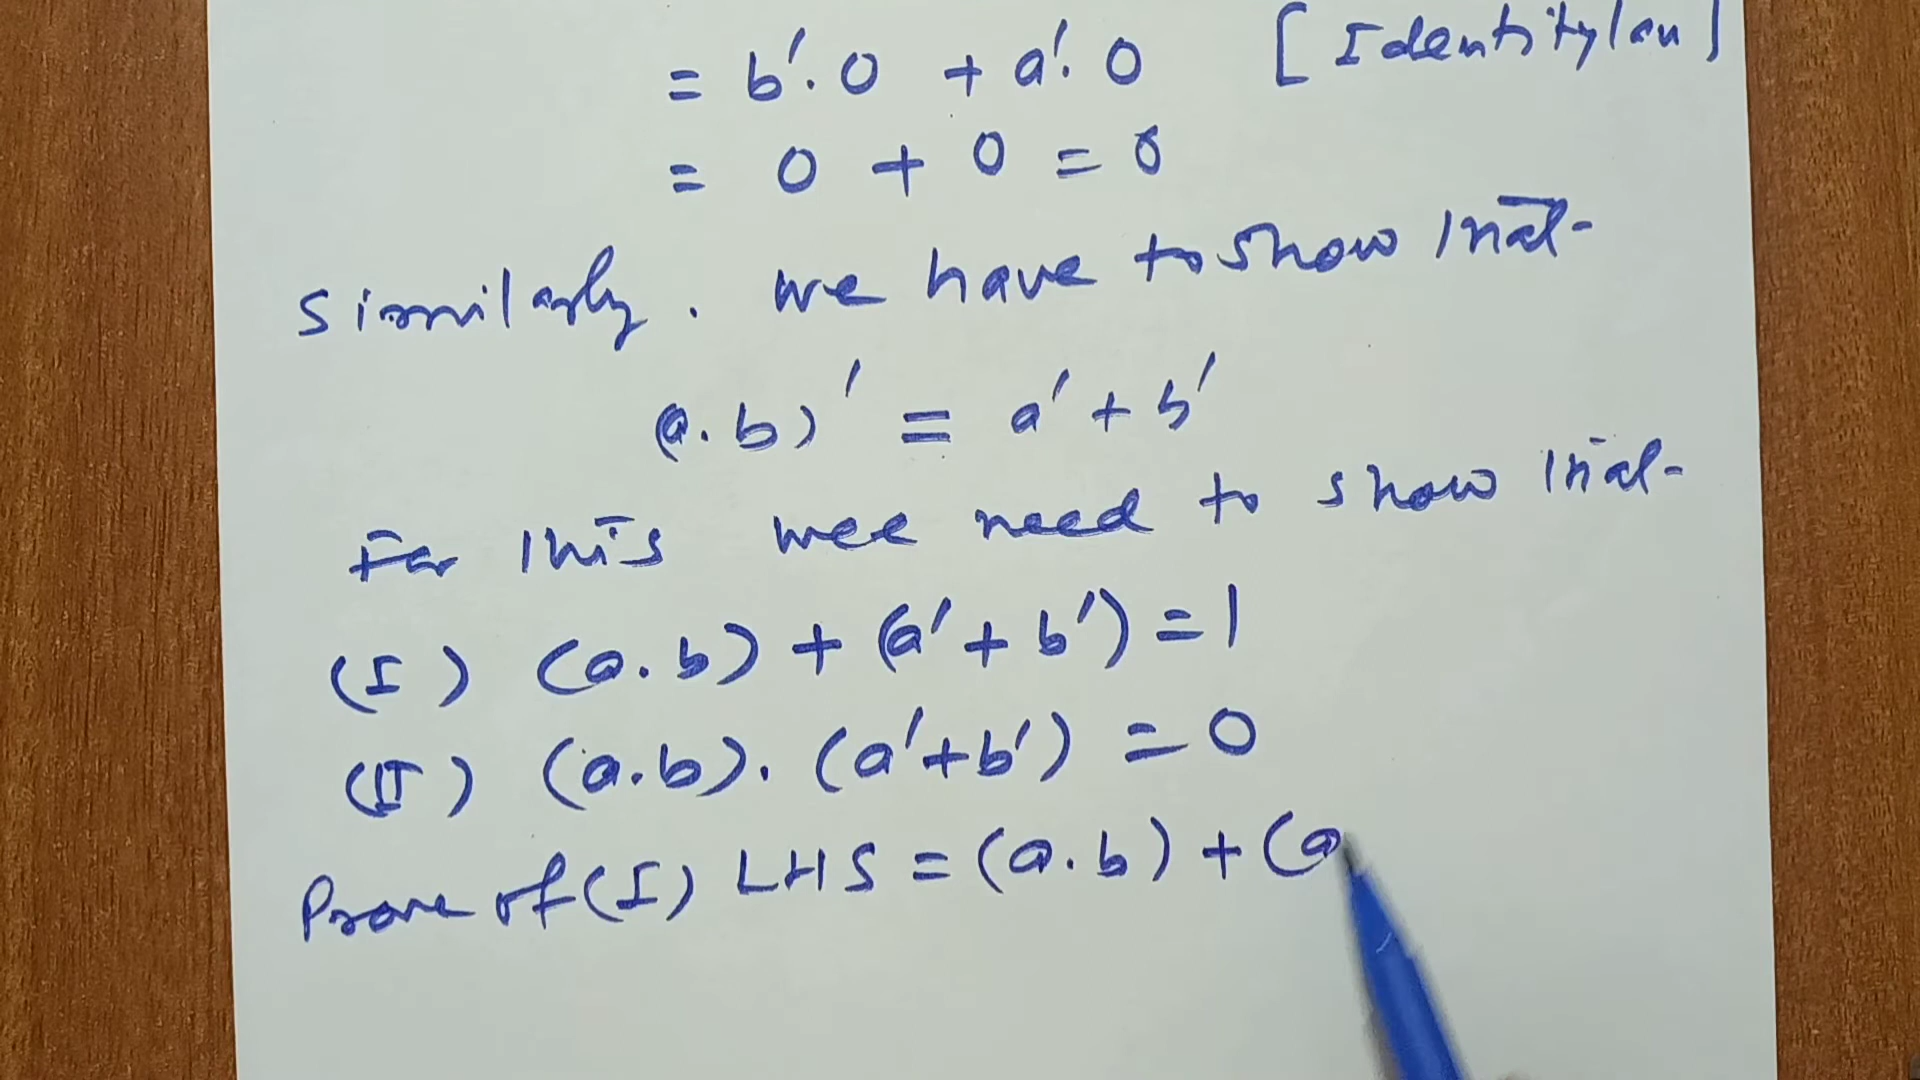 = b'. 0 + a'. 0 [Identity law]
= 0 + 0 = 0
Similarly. we have to show that
(a.b)' = a' + b'
For this wee need to show that
(I) (a.b) + (a' + b') = 1
(II) (a.b). (a'+b') = 0
Prove of (I) LHS = (a.b) + (a